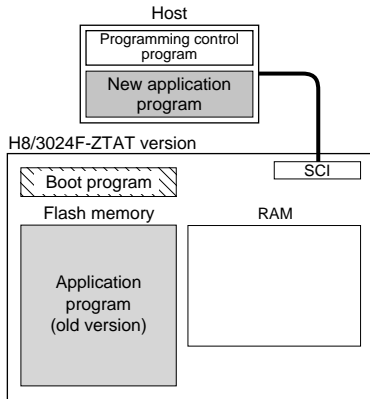 Host
Programming control
program
New application
program
H8/3024F-ZTAT version
SCI
Boot program
Flash memory
RAM
Application
program
(old version)